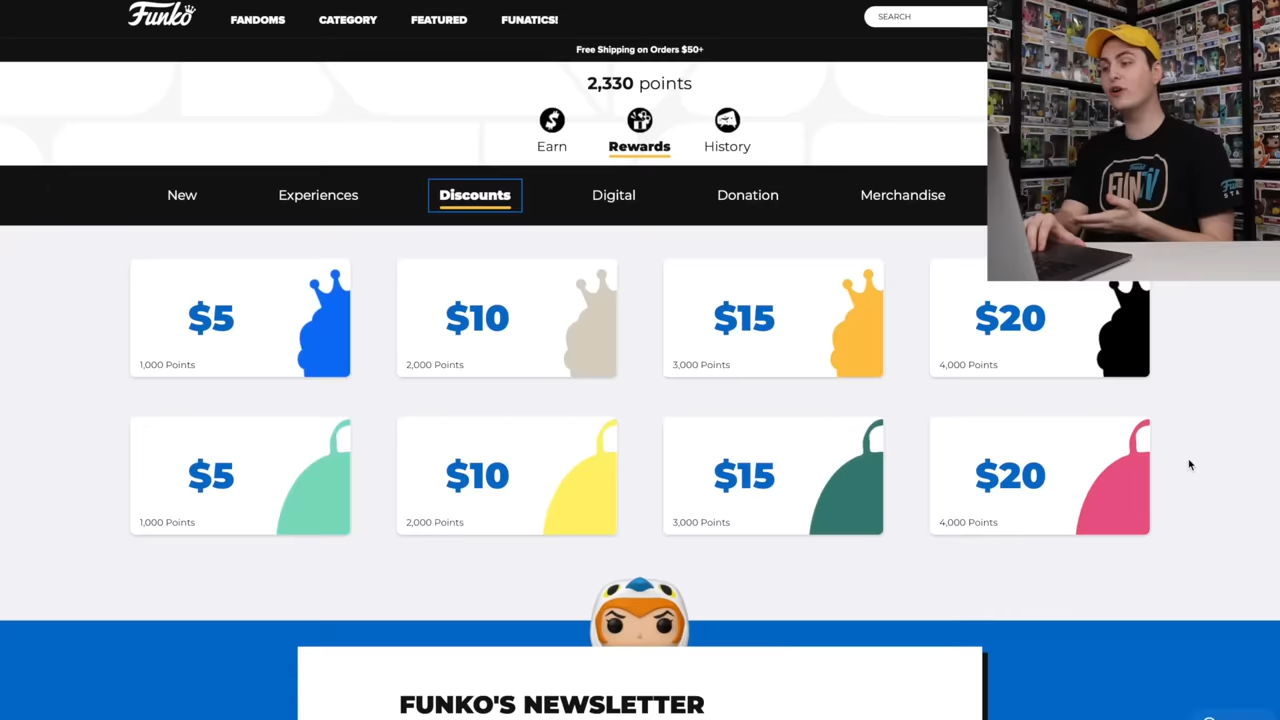 Funko
FANDOMS
CATEGORY
FEATURED
FUNATICS!
SEARCH
Free Shipping on Orders $50+
2,330 points
Earn
Rewards
History
New
Experiences
Discounts
Digital
Donation
Merchandise
$5
$10
$15
$20
1,000 Points
2,000 Points
3,000 Points
4,000 Points
$5
$10
$15
$20
1,000 Points
2,000 Points
3,000 Points
4,000 Points
FUNKO'S NEWSLETTER